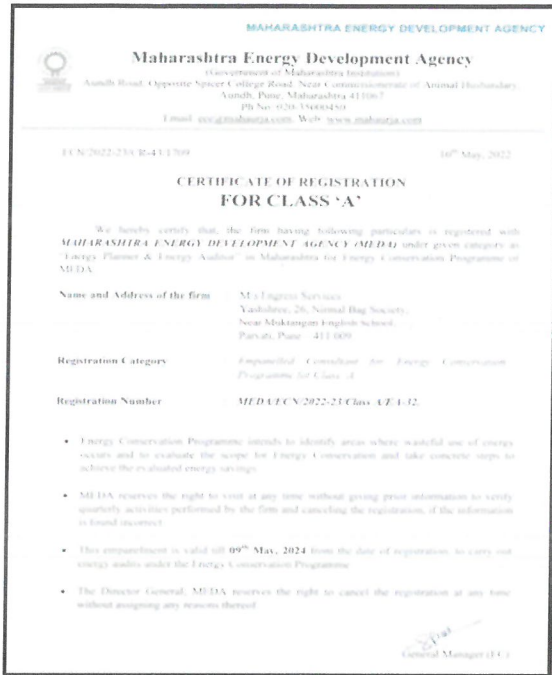 MAHARASHTRA ENERGY DEVELOPMENT AGENCY
Maharashtra Energy Development Agency
(Government of Maharashtra Institution)
Aundh Road, Opposite Spicer College Road, Near Commissionerate of Animal Husbandary,
Aundh, Pune, Maharashtra 411067
Ph No: 020-35000450
Email: eee@mahaurja.com, Web: www.mahaurja.com
ECN/2022-23/CR-43/1709
10th May, 2022
CERTIFICATE OF REGISTRATION
FOR CLASS 'A'
We hereby certify that, the firm having following particulars is registered with
MAHARASHTRA ENERGY DEVELOPMENT AGENCY (MEDA) under given category as
"Energy Planner & Energy Auditor" in Maharashtra for Energy Conservation Programme of
MEDA.
Name and Address of the firm : M/s Engress Services
Yashshree, 26, Nirmal Bag Society,
Near Muktangan English School,
Parvati, Pune - 411 009.
Registration Category : Empanelled Consultant for Energy Conservation
Programme for Class 'A'
Registration Number : MEDA/ECN/2022-23/Class A/EA-32.
• Energy Conservation Programme intends to identify areas where wasteful use of energy
occurs and to evaluate the scope for Energy Conservation and take concrete steps to
achieve the evaluated energy savings.
• MEDA reserves the right to visit at any time without giving prior information to verify
quarterly activities performed by the firm and canceling the registration, if the information
is found incorrect.
• This empanelment is valid till 09th May, 2024 from the date of registration, to carry out
energy audits under the Energy Conservation Programme
• The Director General, MEDA reserves the right to cancel the registration at any time
without assigning any reasons thereof
General Manager (EC)